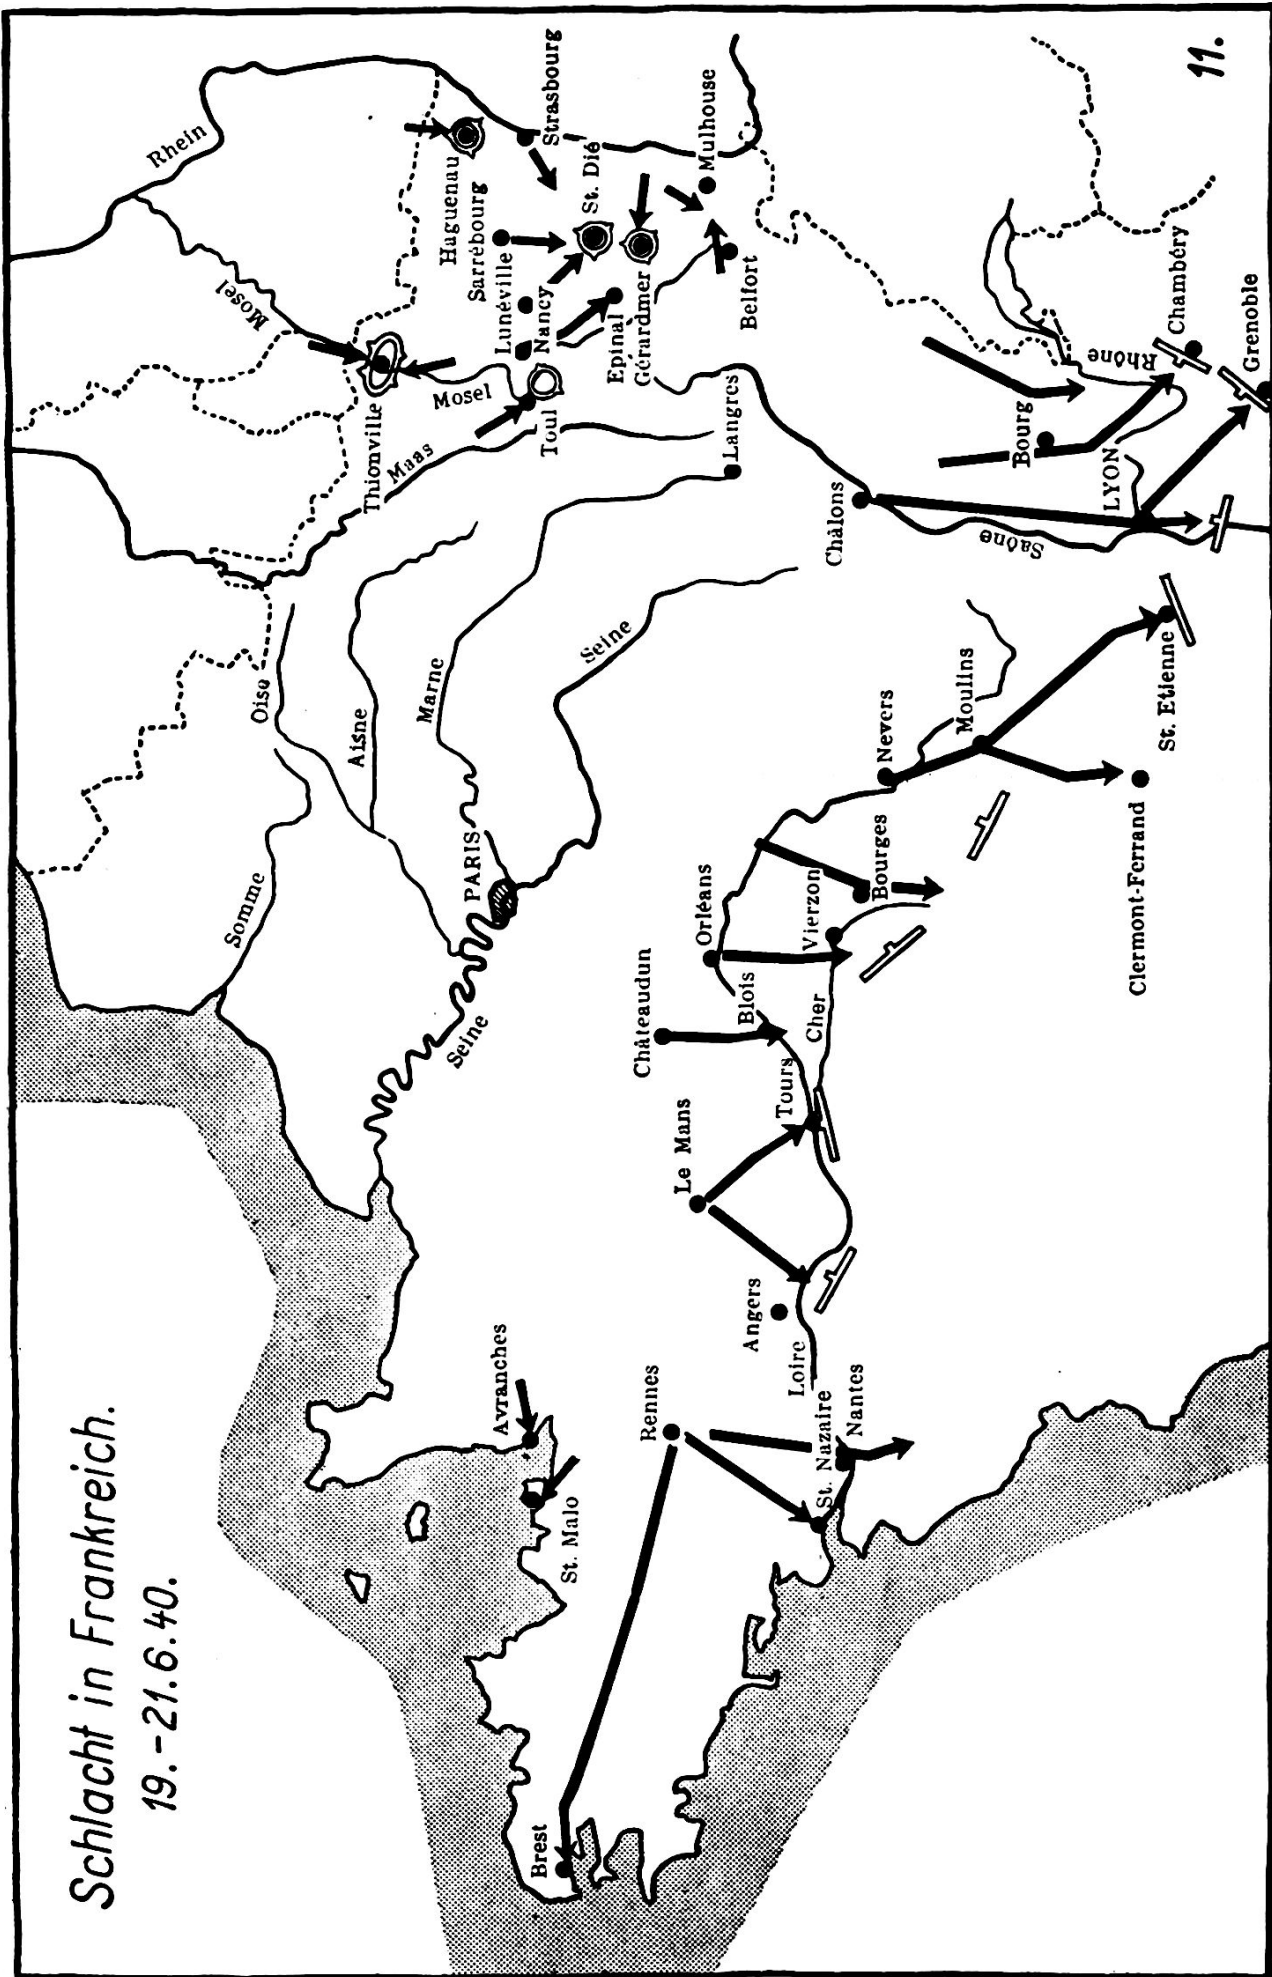 Schlacht in Frankreich.
19.-21.6.40.
11.
Rhein
Mosel
Haguenau
Strasbourg
Sarrebourg
Lunéville
St. Dié
Mulhouse
Thionville
Mosel
Nancy
Epinal
Gérardmer
Belfort
Maas
Toul
Langres
Oise
Aisne
Marne
Seine
Somme
PARIS
Seine
Châlons
Saône
Bourg
LYON
Rhône
Chambéry
Grenoble
Nevers
Moulins
St. Etienne
Clermont-Ferrand
Orléans
Bourges
Vierzon
Cher
Châteaudun
Blois
Tours
Le Mans
Angers
Loire
Avranches
St. Malo
Rennes
St. Nazaire
Nantes
Brest